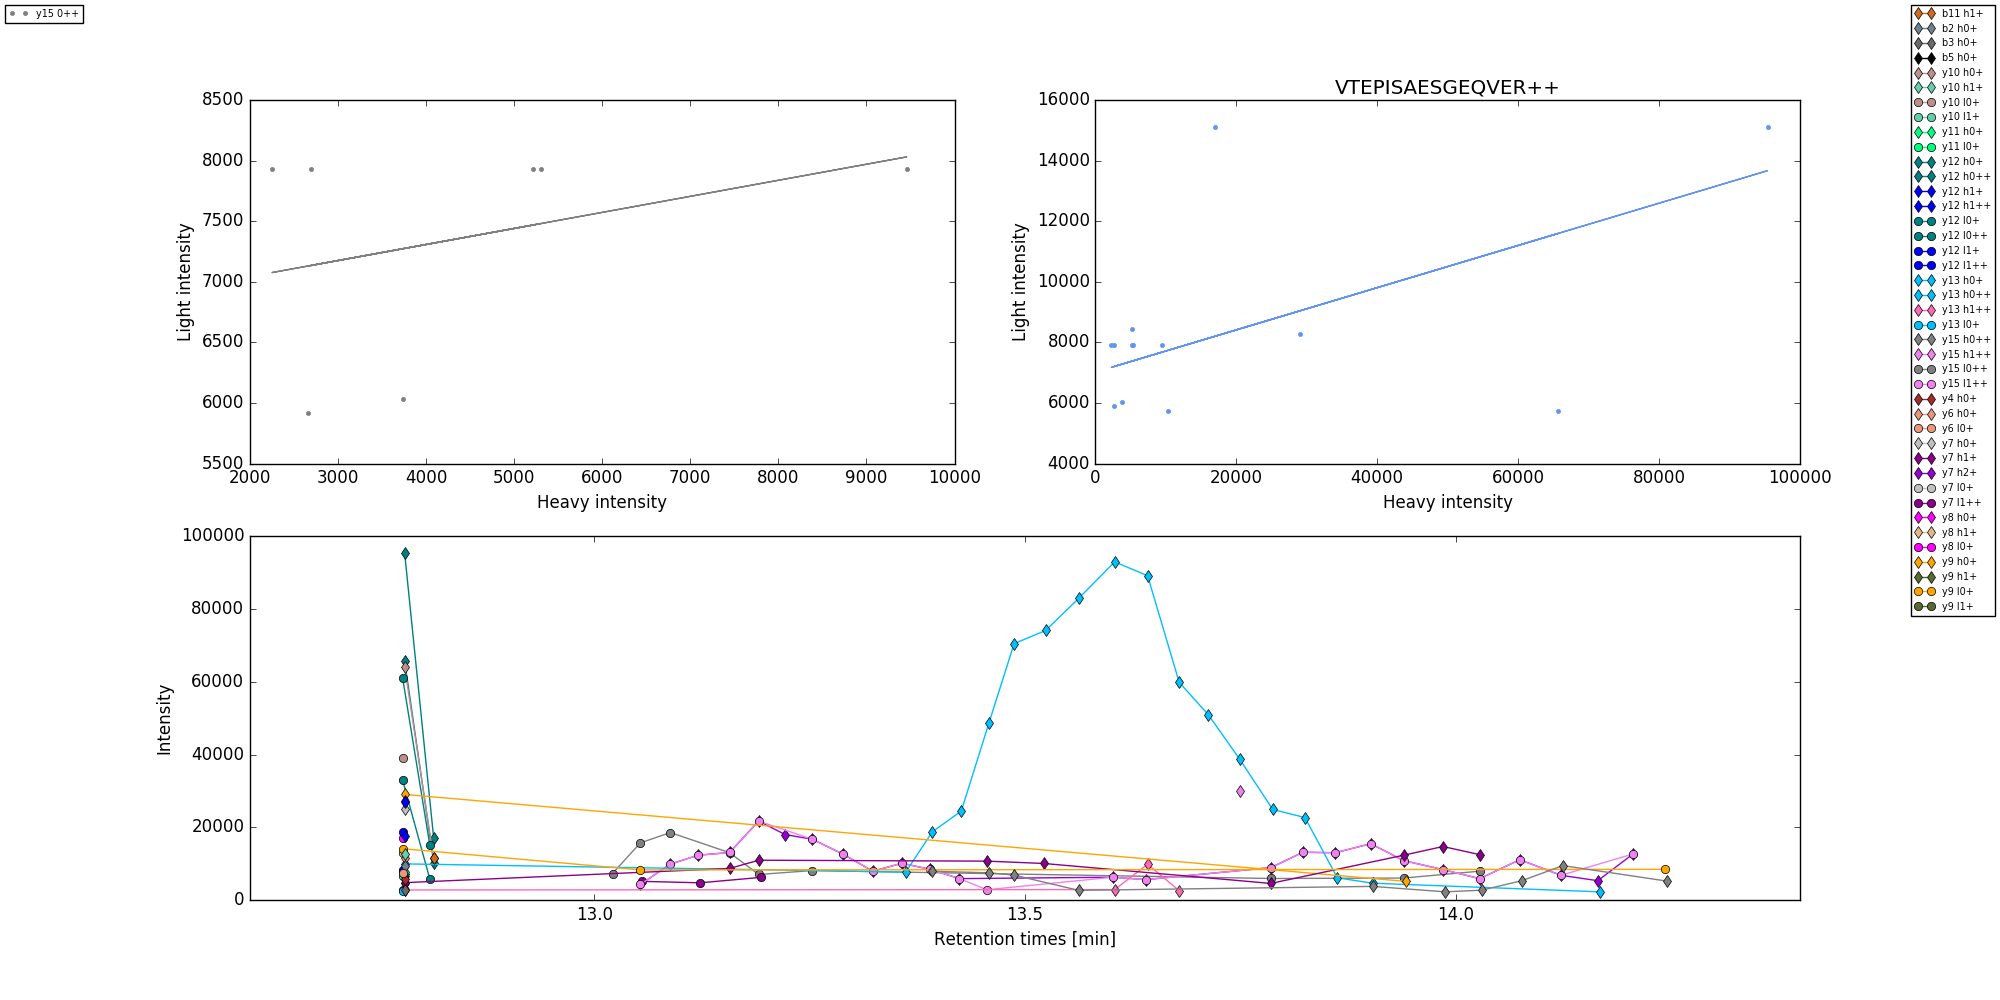 y15 0++
VTEPISAESGEQVER++
8500
8000
7500
7000
6500
6000
5500
Light intensity
2000 3000 4000 5000 6000 7000 8000 9000 10000
Heavy intensity
16000
14000
12000
10000
8000
6000
4000
Light intensity
0 20000 40000 60000 80000 100000
Heavy intensity
100000
80000
60000
40000
20000
0
Intensity
13.0 13.5 14.0
Retention times [min]
b11 h1+
b2 h0+
b3 h0+
b5 h0+
y10 h0+
y10 h1+
y10 l0+
y10 l1+
y11 h0+
y11 l0+
y12 h0+
y12 h0++
y12 h1+
y12 h1++
y12 l0+
y12 l0++
y12 l1+
y12 l1++
y13 h0+
y13 h0++
y13 h1++
y13 l0+
y15 h0++
y15 h1++
y15 l0++
y15 l1++
y4 h0+
y6 h0+
y6 l0+
y7 h0+
y7 h1+
y7 h2+
y7 l0+
y7 l1++
y8 h0+
y8 h1+
y8 l0+
y9 h0+
y9 h1+
y9 l0+
y9 l1+